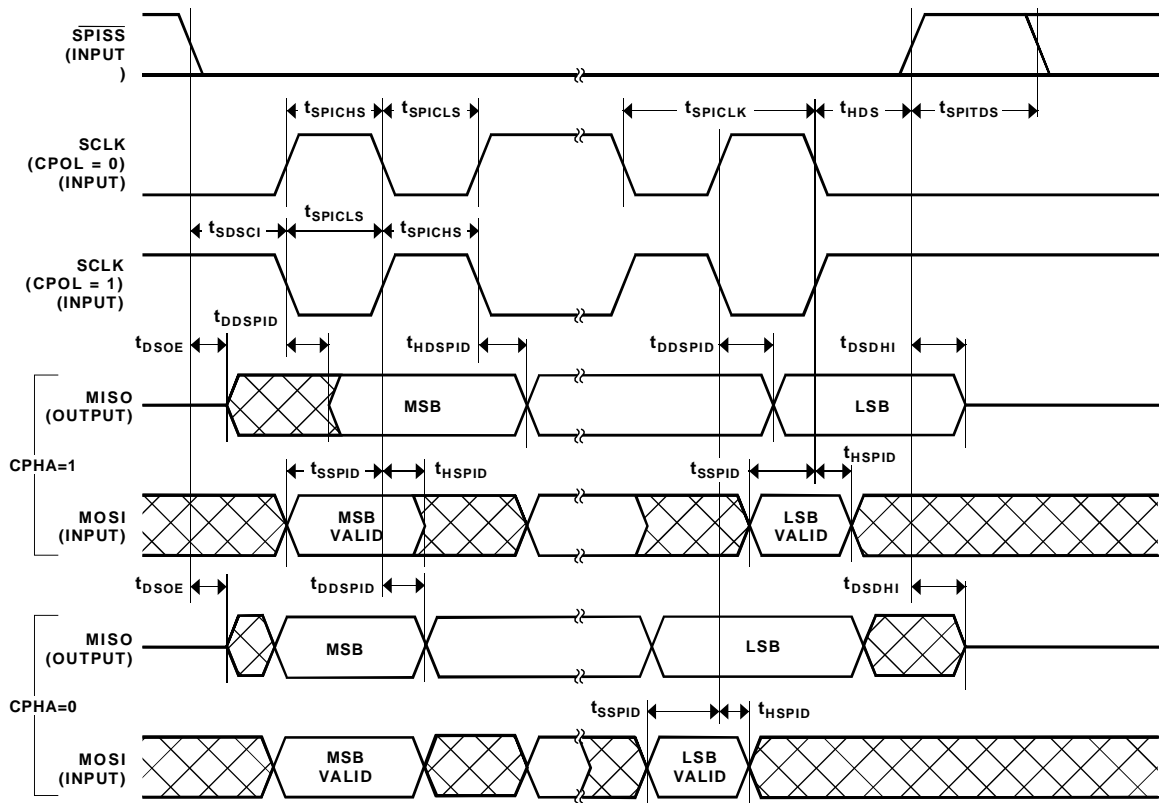 SPISS
(INPUT
)
tSPICHS tSPICLS tSPICLK tHDS tSPITDS
SCLK
(CPOL = 0)
(INPUT)
tSDSCI tSPICLS tSPICHS
SCLK
(CPOL = 1)
(INPUT)
tDSOE tDDSPID tHDSPID tDDSPID tDSDHI
CPHA=1
MISO
(OUTPUT)
MSB LSB
tSSPID tHSPID tSSPID tHSPID
MOSI
(INPUT)
MSB
VALID
LSB
VALID
tDSOE tDDSPID tDSDHI
CPHA=0
MISO
(OUTPUT)
MSB LSB
tSSPID tHSPID
MOSI
(INPUT)
MSB
VALID
LSB
VALID